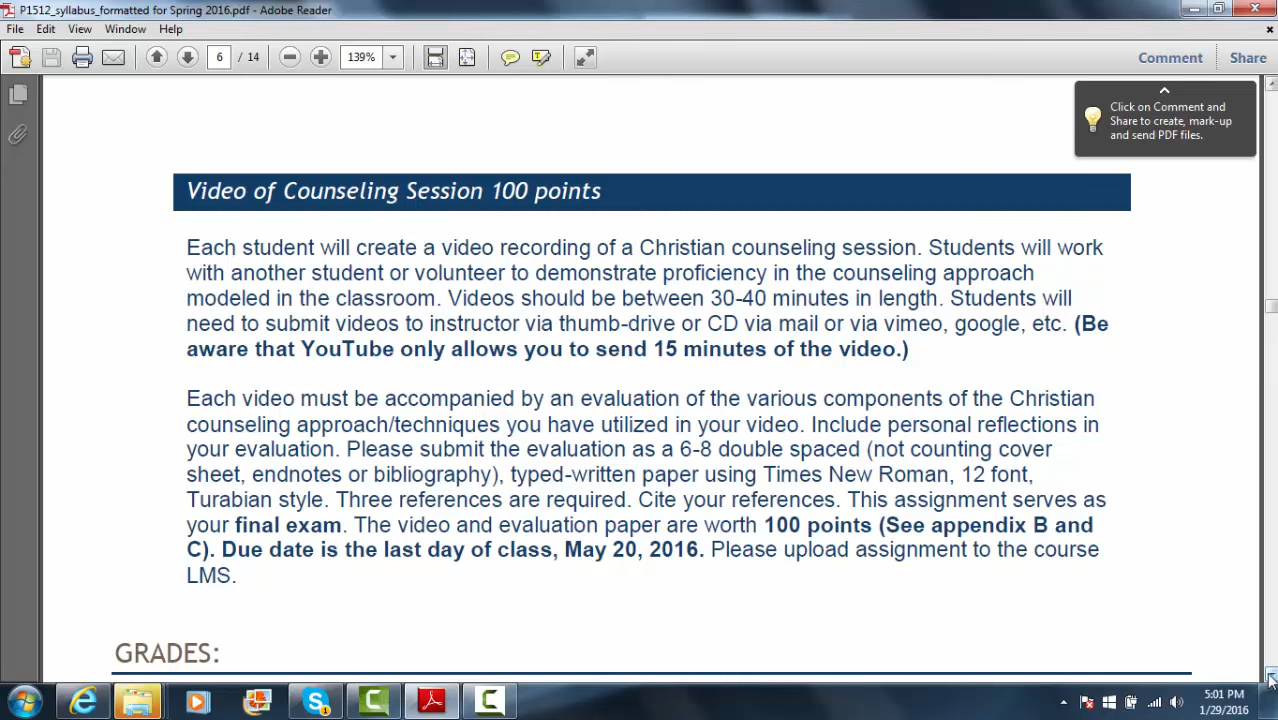 P1512_syllabus_formatted for Spring 2016.pdf - Adobe Reader
File Edit View Window Help
6 / 14 139% Comment Share
Click on Comment and
Share to create, mark-up
and send PDF files.
Video of Counseling Session 100 points
Each student will create a video recording of a Christian counseling session. Students will work
with another student or volunteer to demonstrate proficiency in the counseling approach
modeled in the classroom. Videos should be between 30-40 minutes in length. Students will
need to submit videos to instructor via thumb-drive or CD via mail or via vimeo, google, etc. (Be
aware that YouTube only allows you to send 15 minutes of the video.)
Each video must be accompanied by an evaluation of the various components of the Christian
counseling approach/techniques you have utilized in your video. Include personal reflections in
your evaluation. Please submit the evaluation as a 6-8 double spaced (not counting cover
sheet, endnotes or bibliography), typed-written paper using Times New Roman, 12 font,
Turabian style. Three references are required. Cite your references. This assignment serves as
your final exam. The video and evaluation paper are worth 100 points (See appendix B and
C). Due date is the last day of class, May 20, 2016. Please upload assignment to the course
LMS.
GRADES:
5:01 PM
1/29/2016